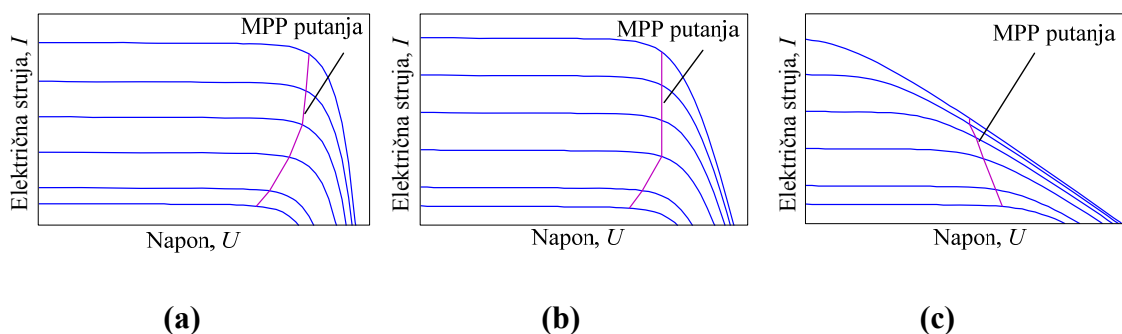 MPP putanja
Električna struja, I
Napon, U
(a)
MPP putanja
Električna struja, I
Napon, U
(b)
MPP putanja
Električna struja, I
Napon, U
(c)